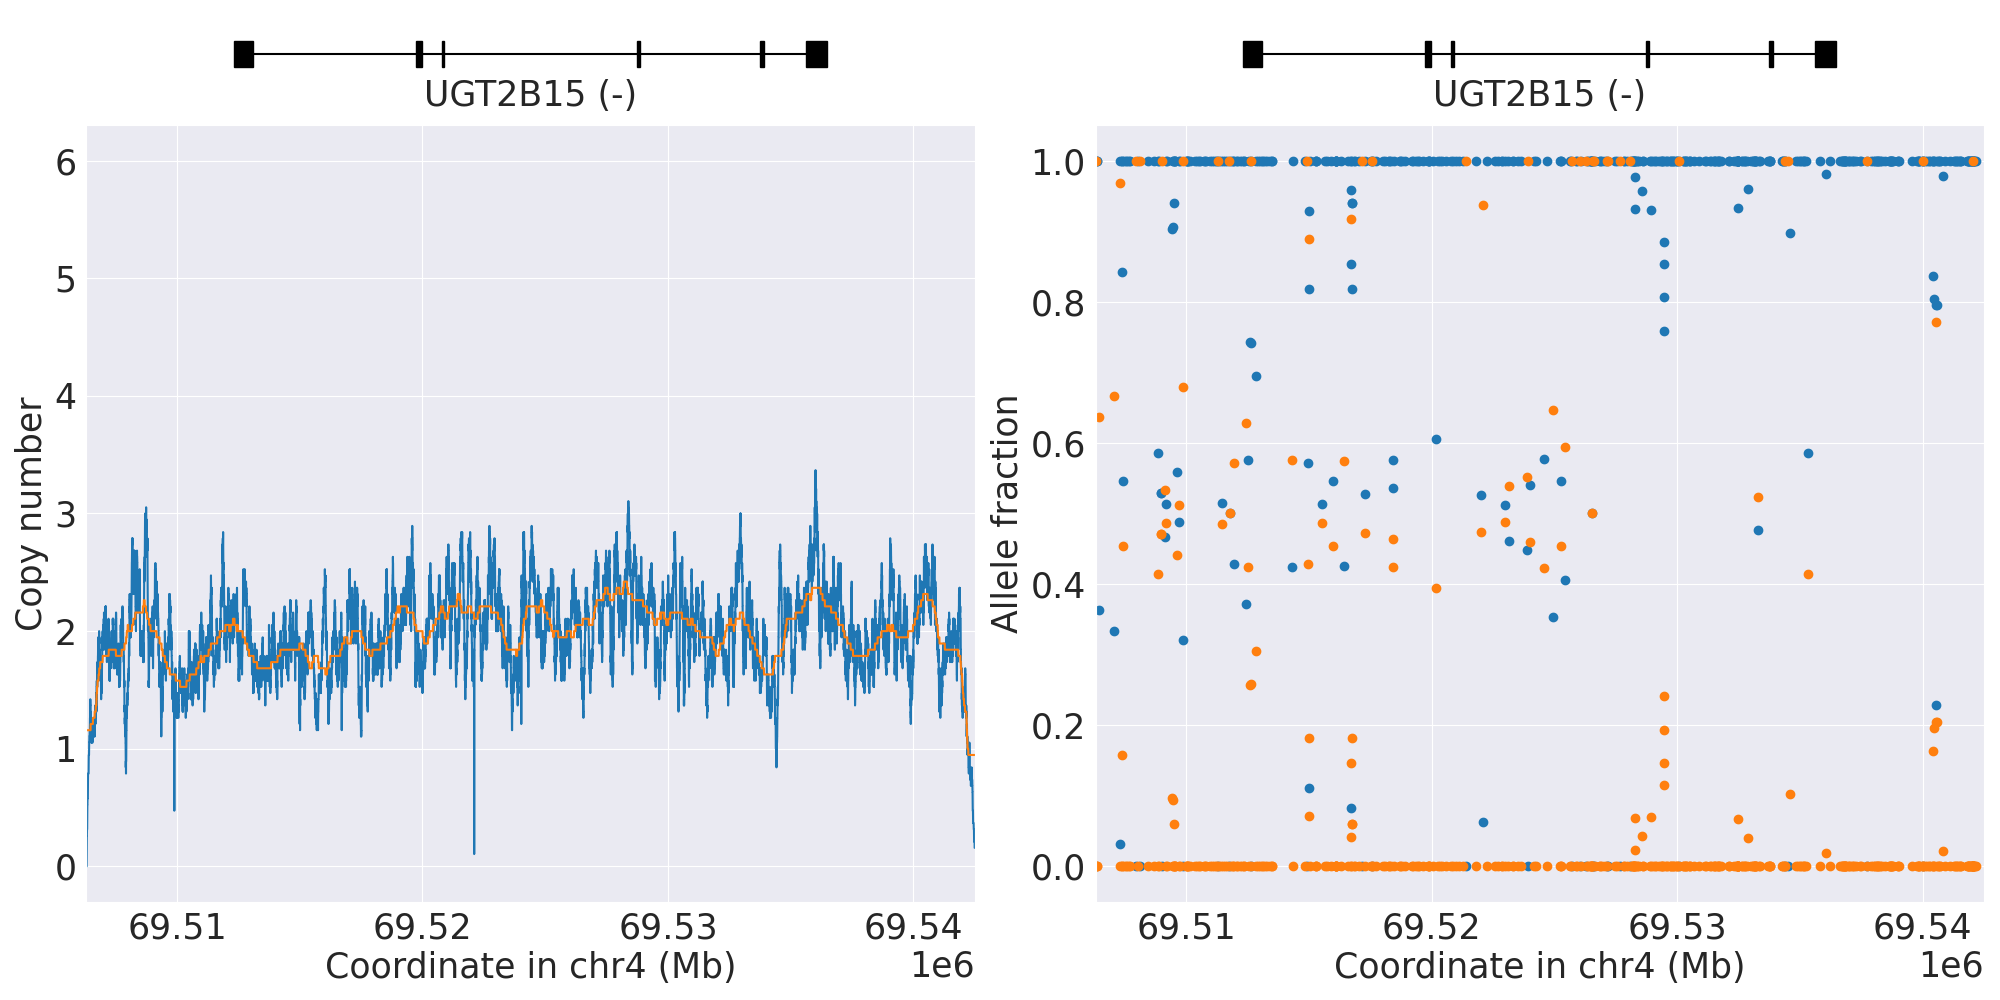 UGT2B15 (-)
6
5
4
3
2
1
0
Copy number
69.51 69.52 69.53 69.54
Coordinate in chr4 (Mb)
1e6
UGT2B15 (-)
1.0
0.8
0.6
0.4
0.2
0.0
Allele fraction
69.51 69.52 69.53 69.54
Coordinate in chr4 (Mb)
1e6